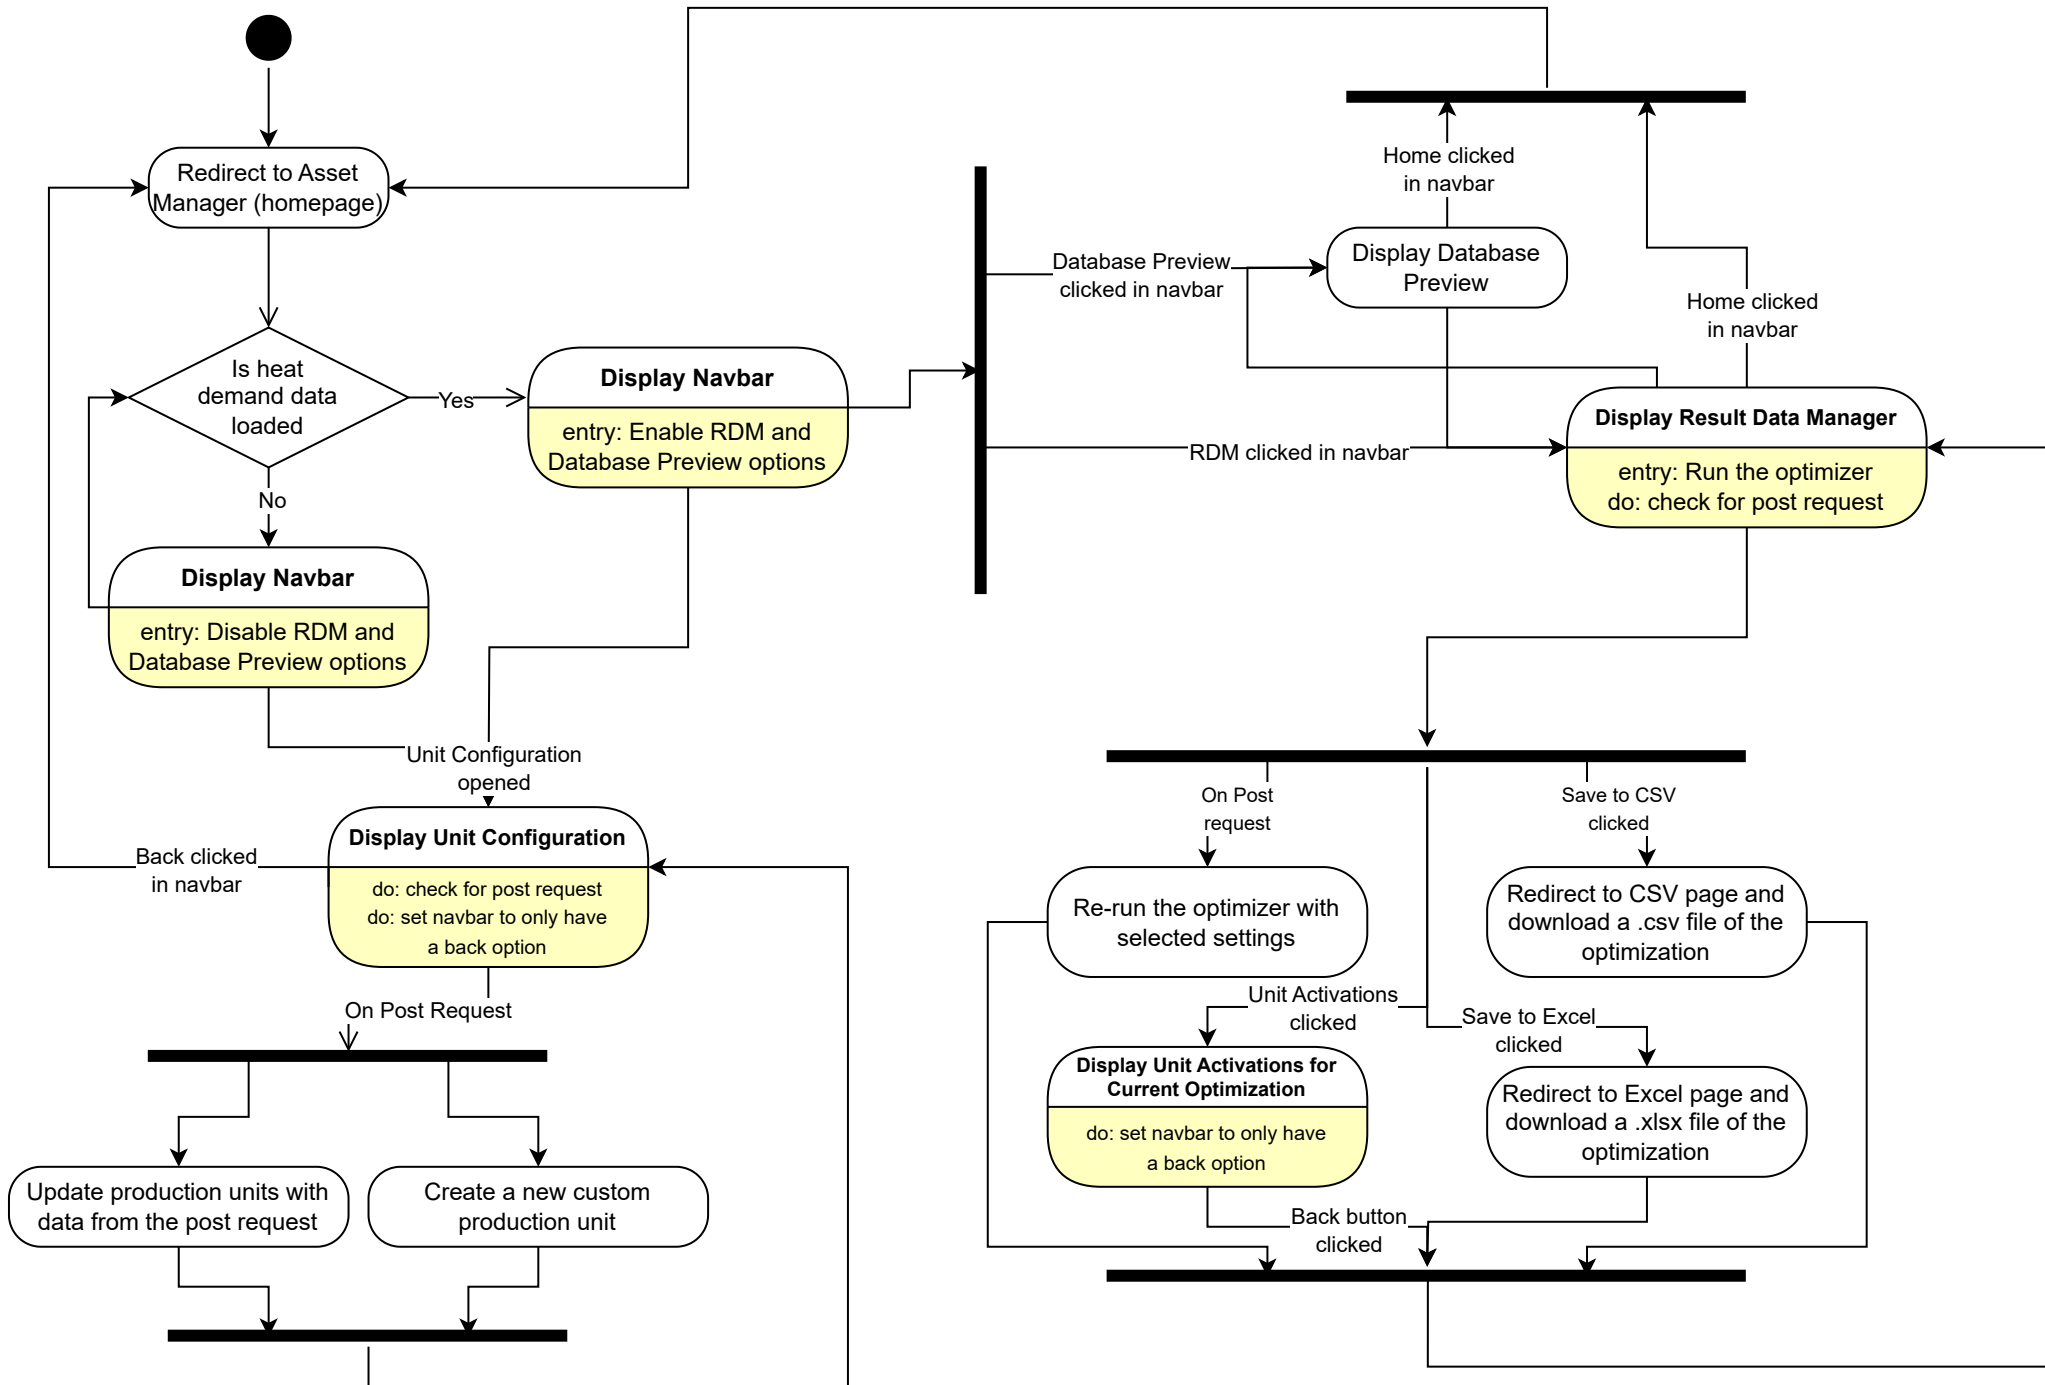 Redirect to Asset
Manager (homepage)
Is heat
demand data
loaded
Yes
No
Display Navbar
entry: Enable RDM and
Database Preview options
Display Navbar
entry: Disable RDM and
Database Preview options
Unit Configuration
opened
Display Unit Configuration
do: check for post request
do: set navbar to only have
a back option
Back clicked
in navbar
On Post Request
Update production units with
data from the post request
Create a new custom
production unit
Database Preview
clicked in navbar
RDM clicked in navbar
Home clicked
in navbar
Display Database
Preview
Home clicked
in navbar
Display Result Data Manager
entry: Run the optimizer
do: check for post request
On Post
request
Save to CSV
clicked
Re-run the optimizer with
selected settings
Redirect to CSV page and
download a .csv file of the
optimization
Unit Activations
clicked
Save to Excel
clicked
Display Unit Activations for
Current Optimization
do: set navbar to only have
a back option
Redirect to Excel page and
download a .xlsx file of the
optimization
Back button
clicked